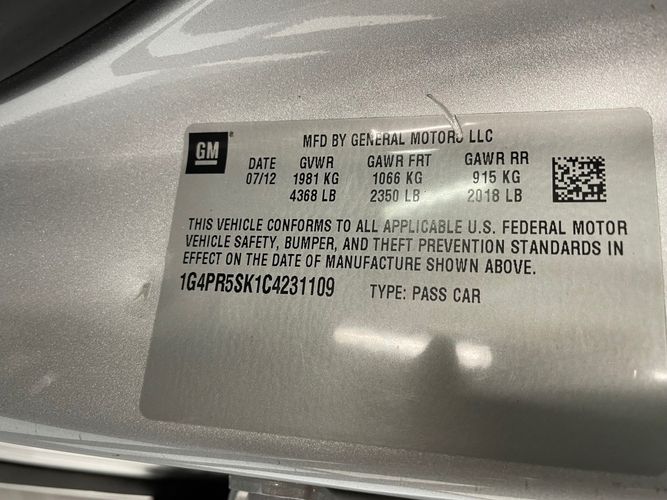 GM
MFD BY GENERAL MOTORS LLC
DATE GVWR GAWR FRT GAWR RR
07/12 1981 KG 1066 KG 915 KG
4368 LB 2350 LB 2018 LB
THIS VEHICLE CONFORMS TO ALL APPLICABLE U.S. FEDERAL MOTOR
VEHICLE SAFETY, BUMPER, AND THEFT PREVENTION STANDARDS IN
EFFECT ON THE DATE OF MANUFACTURE SHOWN ABOVE.
1G4PR5SK1C4231109 TYPE: PASS CAR